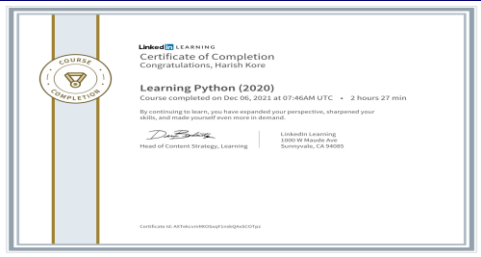 LinkedIn LEARNING
Certificate of Completion
Congratulations, Harish Kore
Learning Python (2020)
Course completed on Dec 06, 2021 at 07:46AM UTC • 2 hours 27 min
By continuing to learn, you have expanded your perspective, sharpened your
skills, and made yourself even more in demand.
Head of Content Strategy, Learning
LinkedIn Learning
1000 W Maude Ave
Sunnyvale, CA 94085
Certificate Id:
COURSE
COMPLETION